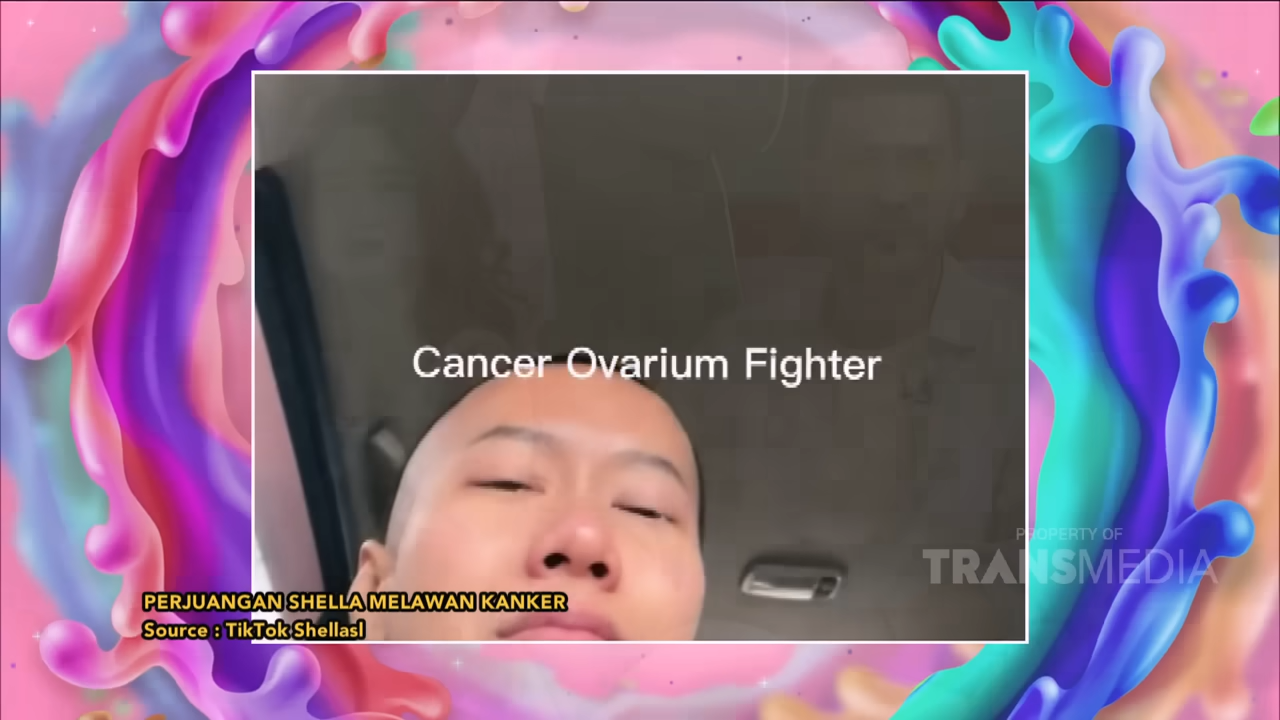 Cancer Ovarium Fighter
PROPERTY OF
TRANSMEDIA
PERJUANGAN SHELLA MELAWAN KANKER
Source : TikTok Shellasl